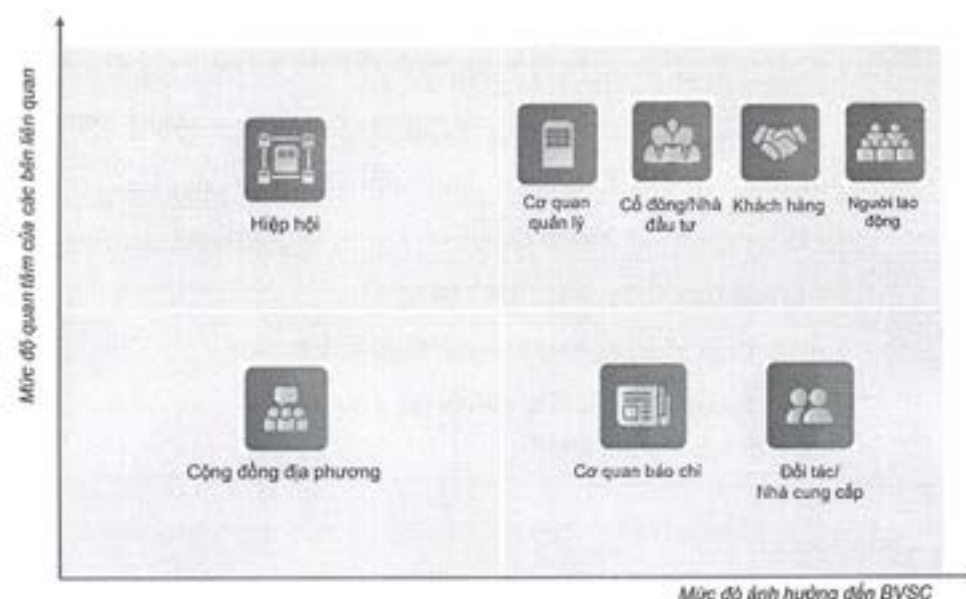 Mức độ quan tâm của các bên liên quan
Hiệp hội
Cơ quan
quản lý
Cổ đông/Nhà
đầu tư
Khách hàng
Người lao
động
Cộng đồng địa phương
Cơ quan báo chí
Đối tác/
Nhà cung cấp
Mức độ ảnh hưởng đến BVSC